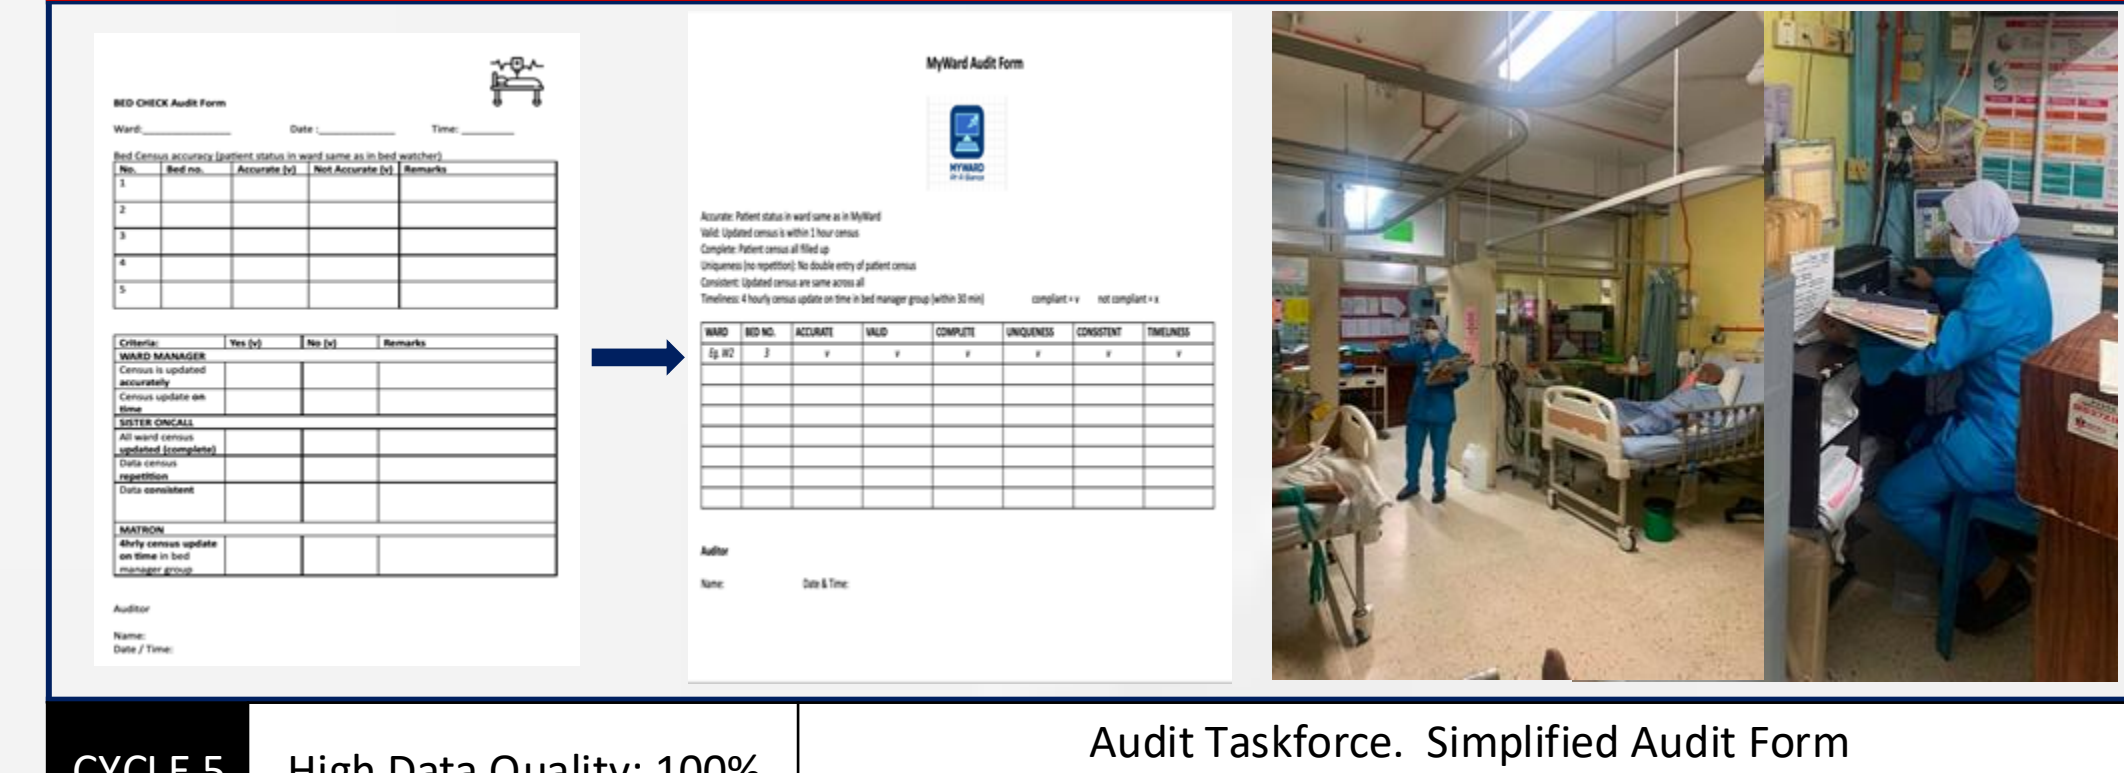 BED CHECK Audit Form
Ward:_______________ Date :_____________ Time: _________
Bed Census accuracy (patient status in ward same as in bed watcher)
No. Bed no. Accurate (v) Not Accurate (v) Remarks
1
2
3
4
5
Criteria: Yes (v) No (v) Remarks
WARD MANAGER
Census is updated
accurately
Census update on
time
SISTER ONCALL
All ward census
updated (complete)
Data census
repetition
Data consistent
MATRON
4hrly census update
on time in bed
manager group
Auditor
Name:
Date / Time:
MyWard Audit Form
MYWARD
At A Glance
Accurate: Patient status in ward same as in MyWard
Valid: Updated census is within 1 hour census
Complete: Patient census all filled up
Uniqueness (no repetition): No double entry of patient census
Consistent: Updated census are same across all
Timeliness: 4 hourly census update on time in bed manager group (within 30 min) compliant = v not compliant = x
WARD BED NO. ACCURATE VALID COMPLETE UNIQUENESS CONSISTENT TIMELINESS
Eg. W2 3 v v v v v v
Auditor
Name: Date & Time:
CYCLE 5
High Data Quality: 100%
Audit Taskforce. Simplified Audit Form